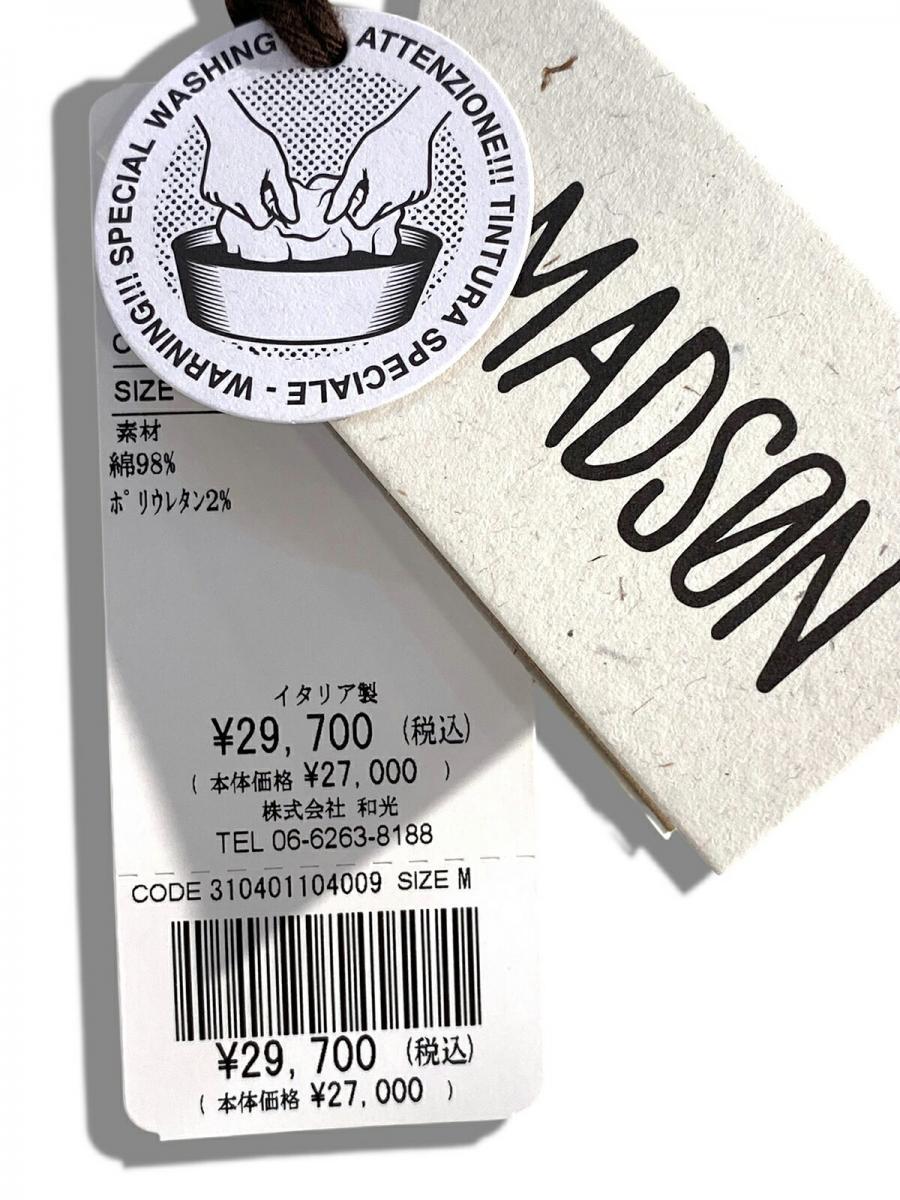 ATTENZIONE!!! TINTURA SPECIALE - WARNING!!! SPECIAL WASHING
MADSON
SIZE
素材
綿98%
ポリウレタン2%
イタリア製
¥29,700 (税込)
( 本体価格 ¥27,000 )
株式会社 和光
TEL 06-6263-8188
CODE 310401104009 SIZE M
¥29,700 (税込)
( 本体価格 ¥27,000 )